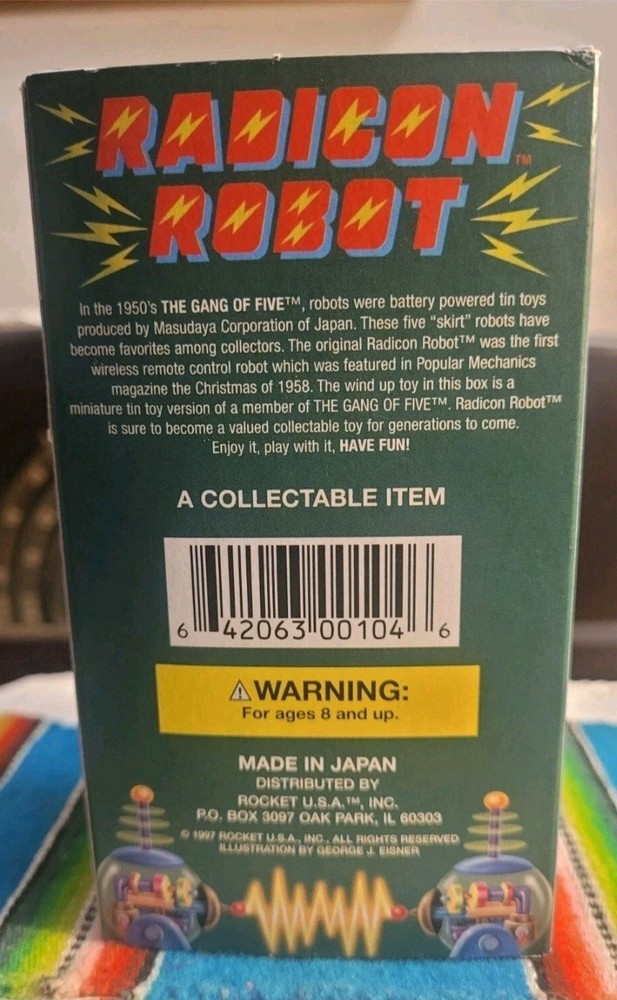 RADICON™
ROBOT
In the 1950's THE GANG OF FIVE™, robots were battery powered tin toys
produced by Masudaya Corporation of Japan. These five "skirt" robots have
become favorites among collectors. The original Radicon Robot™ was the first
wireless remote control robot which was featured in Popular Mechanics
magazine the Christmas of 1958. The wind up toy in this box is a
miniature tin toy version of a member of THE GANG OF FIVE™. Radicon Robot™
is sure to become a valued collectable toy for generations to come.
Enjoy it, play with it, HAVE FUN!
A COLLECTABLE ITEM
6 42063 00104 6
⚠WARNING:
For ages 8 and up.
MADE IN JAPAN
DISTRIBUTED BY
ROCKET U.S.A.™, INC.
P.O. BOX 3097 OAK PARK, IL 60303
© 1997 ROCKET U.S.A., INC., ALL RIGHTS RESERVED
ILLUSTRATION BY GEORGE J. EISNER